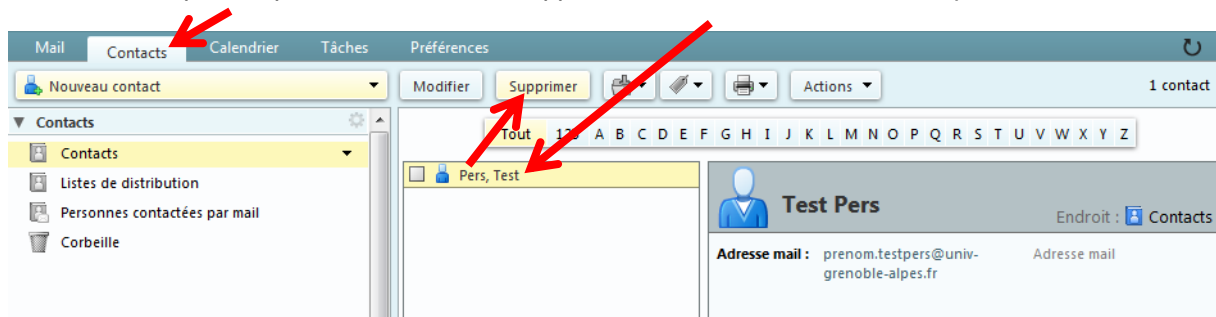 Mail Contacts Calendrier Tâches Préférences
Nouveau contact Modifier Supprimer Actions 1 contact
Contacts
Tout 123 A B C D E F G H I J K L M N O P Q R S T U V W X Y Z
Contacts
Listes de distribution
Personnes contactées par mail
Corbeille
Pers, Test
Test Pers
Endroit : Contacts
Adresse mail : prenom.testpers@univ-
grenoble-alpes.fr
Adresse mail